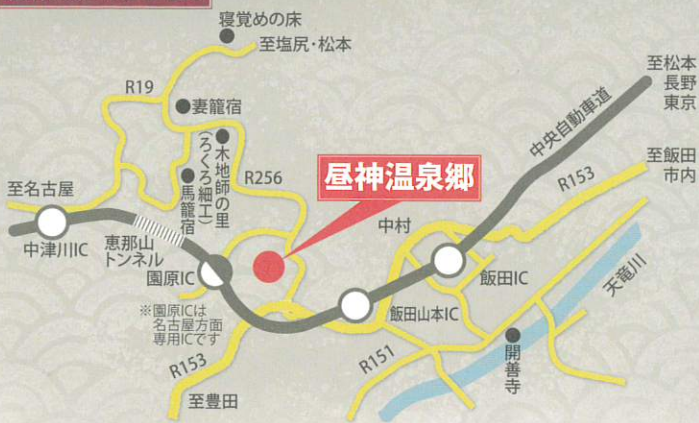 寝覚めの床
至塩尻・松本
R19
妻籠宿
木地師の里
(ろくろ細工)
馬籠宿
R256
昼神温泉郷
中央自動車道
至松本
長野
東京
至飯田
市内
R153
至名古屋
中津川IC
恵那山
トンネル
園原IC
※園原ICは
名古屋方面
専用ICです
中村
飯田IC
飯田山本IC
天竜川
開善寺
R151
R153
至豊田